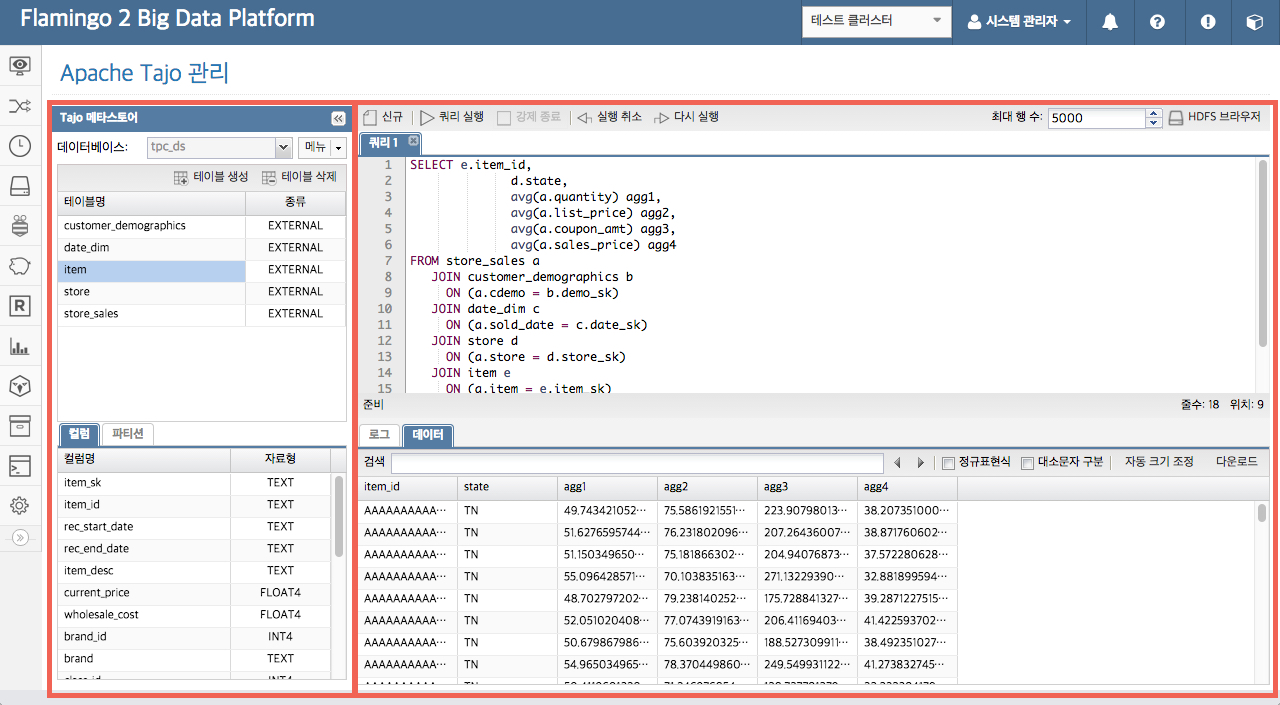 Flamingo 2 Big Data Platform
테스트 클러스터
시스템 관리자
Apache Tajo 관리
Tajo 메타스토어
데이터베이스: tpc_ds 메뉴
테이블 생성 테이블 삭제
테이블명 종류
customer_demographics EXTERNAL
date_dim EXTERNAL
item EXTERNAL
store EXTERNAL
store_sales EXTERNAL
컬럼 파티션
컬럼명 자료형
item_sk TEXT
item_id TEXT
rec_start_date TEXT
rec_end_date TEXT
item_desc TEXT
current_price FLOAT4
wholesale_cost FLOAT4
brand_id INT4
brand TEXT
class_id INT4
신규 쿼리 실행 강제 종료 실행 취소 다시 실행 최대 행 수: 5000 HDFS 브라우저
쿼리 1
1 SELECT e.item_id,
2 d.state,
3 avg(a.quantity) agg1,
4 avg(a.list_price) agg2,
5 avg(a.coupon_amt) agg3,
6 avg(a.sales_price) agg4
7 FROM store_sales a
8 JOIN customer_demographics b
9 ON (a.cdemo = b.demo_sk)
10 JOIN date_dim c
11 ON (a.sold_date = c.date_sk)
12 JOIN store d
13 ON (a.store = d.store_sk)
14 JOIN item e
15 ON (a.item = e.item_sk)
준비 줄수: 18 위치: 9
로그 데이터
검색 정규표현식 대소문자 구분 자동 크기 조정 다운로드
item_id state agg1 agg2 agg3 agg4
AAAAAAAAAA… TN 49.743421052… 75.5861921551… 223.90798013… 38.207351000…
AAAAAAAAAA… TN 51.6276595744… 76.231802096… 207.26436007… 38.871760602…
AAAAAAAAAA… TN 51.150349650… 75.181866302… 204.94076873… 37.572280628…
AAAAAAAAAA… TN 55.096428571… 70.103835163… 271.13229390… 32.881899594…
AAAAAAAAAA… TN 48.702797202… 79.238140252… 175.728841327… 39.2871227515…
AAAAAAAAAA… TN 52.051020408… 77.0743919163… 206.41169403… 41.422593702…
AAAAAAAAAA… TN 50.679867986… 75.603920325… 188.527309911… 38.492351027…
AAAAAAAAAA… TN 54.965034965… 78.370449860… 249.549931122… 41.273832745…